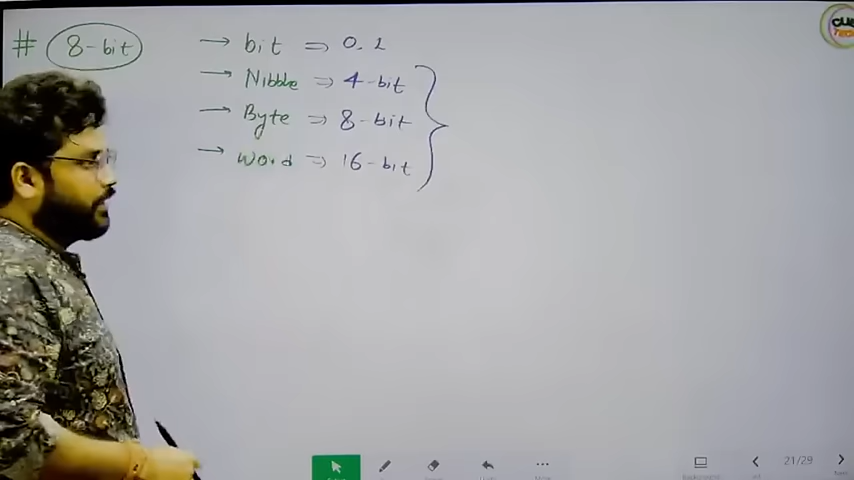 # 8-bit → bit ⇒ 0.1
→ Nibble ⇒ 4-bit
→ Byte ⇒ 8-bit
→ Word ⇒ 16-bit
21/29